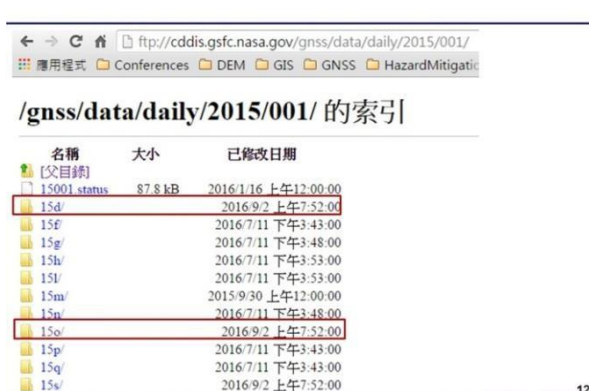 ftp://cddis.gsfc.nasa.gov/gnss/data/daily/2015/001/
應用程式 Conferences DEM GIS GNSS HazardMitigatic
/gnss/data/daily/2015/001/ 的索引
名稱 大小 已修改日期
[父目錄]
15001.status 87.8 kB 2016/1/16 上午12:00:00
15d/ 2016/9/2 上午7:52:00
15f/ 2016/7/11 下午3:43:00
15g/ 2016/7/11 下午3:48:00
15h/ 2016/7/11 下午3:53:00
15l/ 2016/7/11 下午3:53:00
15m/ 2015/9/30 上午12:00:00
15n/ 2016/7/11 下午3:48:00
15o/ 2016/9/2 上午7:52:00
15p/ 2016/7/11 下午3:43:00
15q/ 2016/7/11 下午3:43:00
15s/ 2016/9/2 上午7:52:00
12